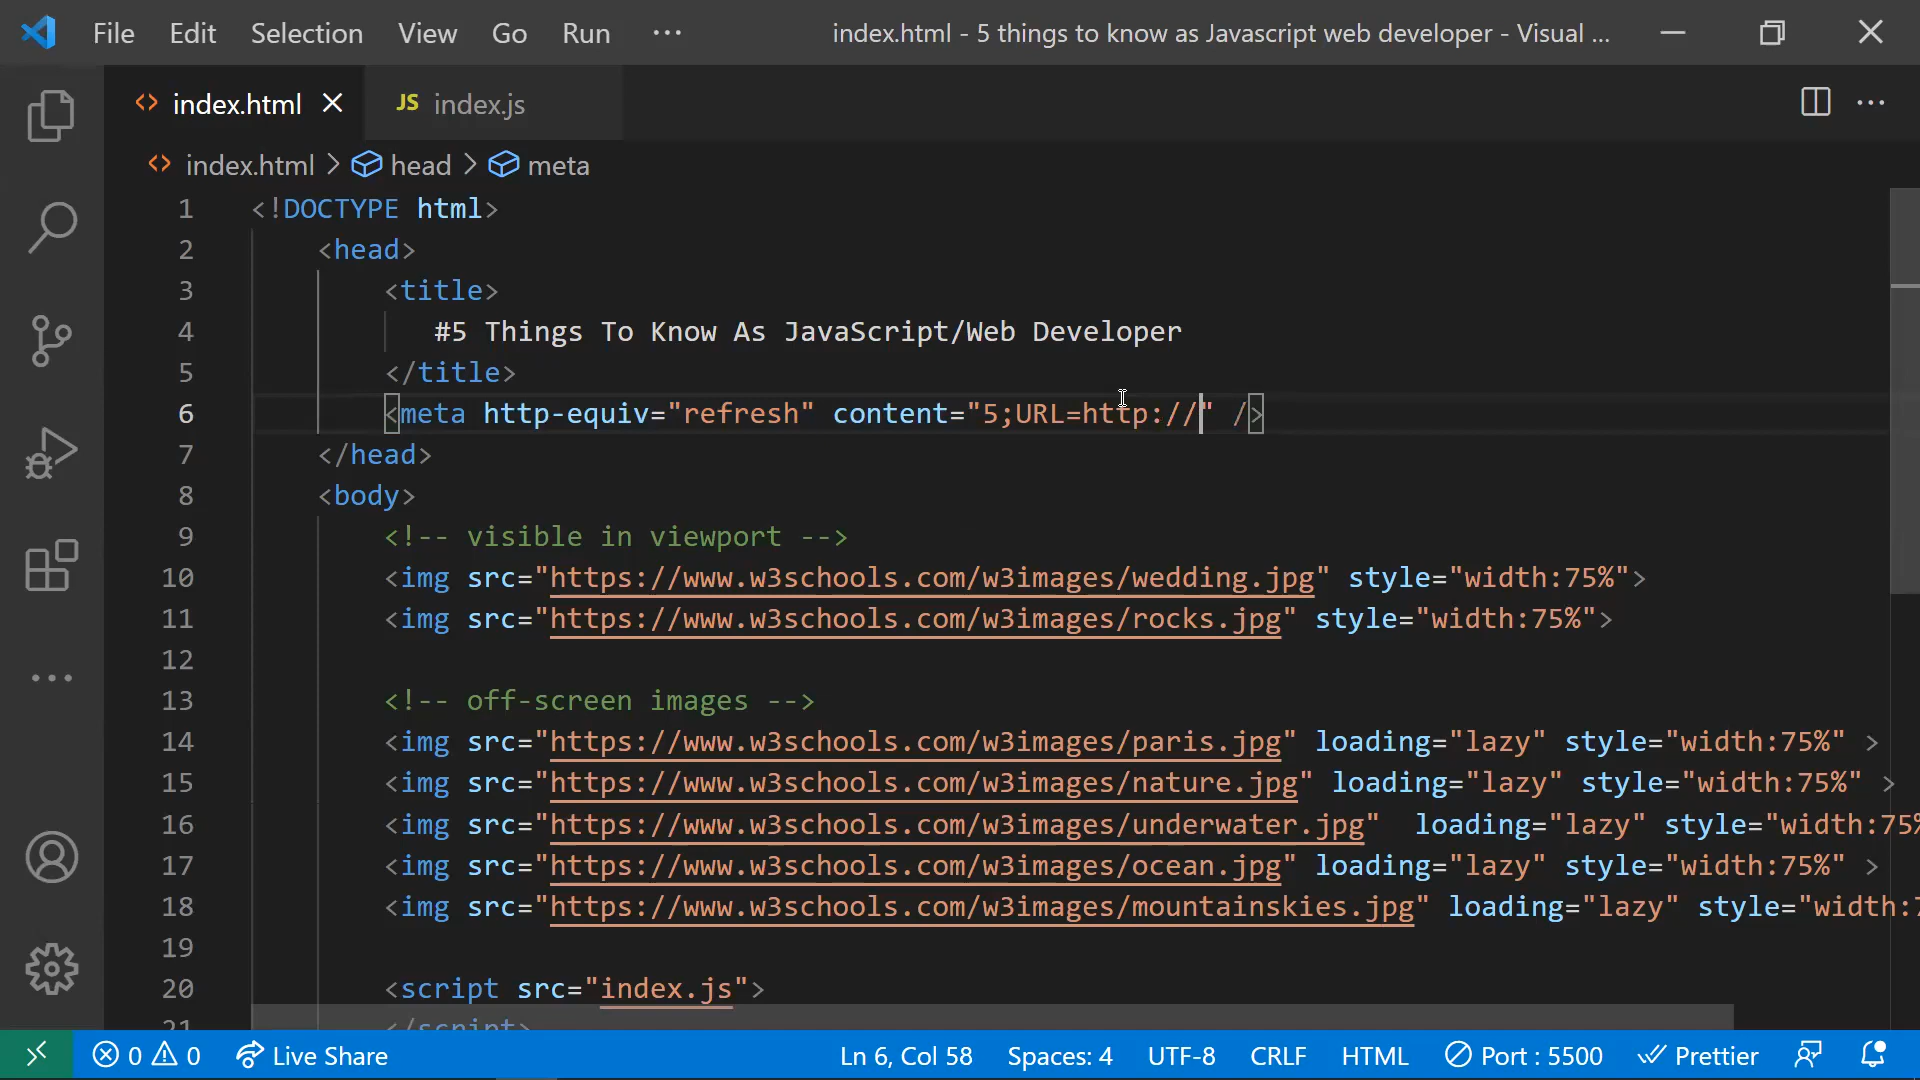 File Edit Selection View Go Run ··· index.html - 5 things to know as Javascript web developer - Visual ...
index.html JS index.js
index.html > head > meta
1 <!DOCTYPE html>
2 <head>
3 <title>
4 #5 Things To Know As JavaScript/Web Developer
5 </title>
6 <meta http-equiv="refresh" content="5;URL=http://" />
7 </head>
8 <body>
9 <!-- visible in viewport -->
10 <img src="https://www.w3schools.com/w3images/wedding.jpg" style="width:75%">
11 <img src="https://www.w3schools.com/w3images/rocks.jpg" style="width:75%">
12
13 <!-- off-screen images -->
14 <img src="https://www.w3schools.com/w3images/paris.jpg" loading="lazy" style="width:75%" >
15 <img src="https://www.w3schools.com/w3images/nature.jpg" loading="lazy" style="width:75%" >
16 <img src="https://www.w3schools.com/w3images/underwater.jpg" loading="lazy" style="width:75%
17 <img src="https://www.w3schools.com/w3images/ocean.jpg" loading="lazy" style="width:75%" >
18 <img src="https://www.w3schools.com/w3images/mountainskies.jpg" loading="lazy" style="width:7
19
20 <script src="index.js">
21 </script>
0 0 Live Share Ln 6, Col 58 Spaces: 4 UTF-8 CRLF HTML Port : 5500 Prettier